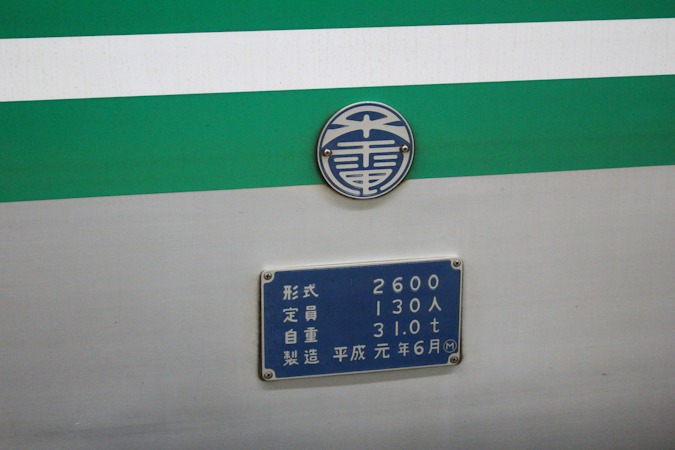 形式 2600
定員 130人
自重 31.0t
製造 平成元年6月Ⓜ